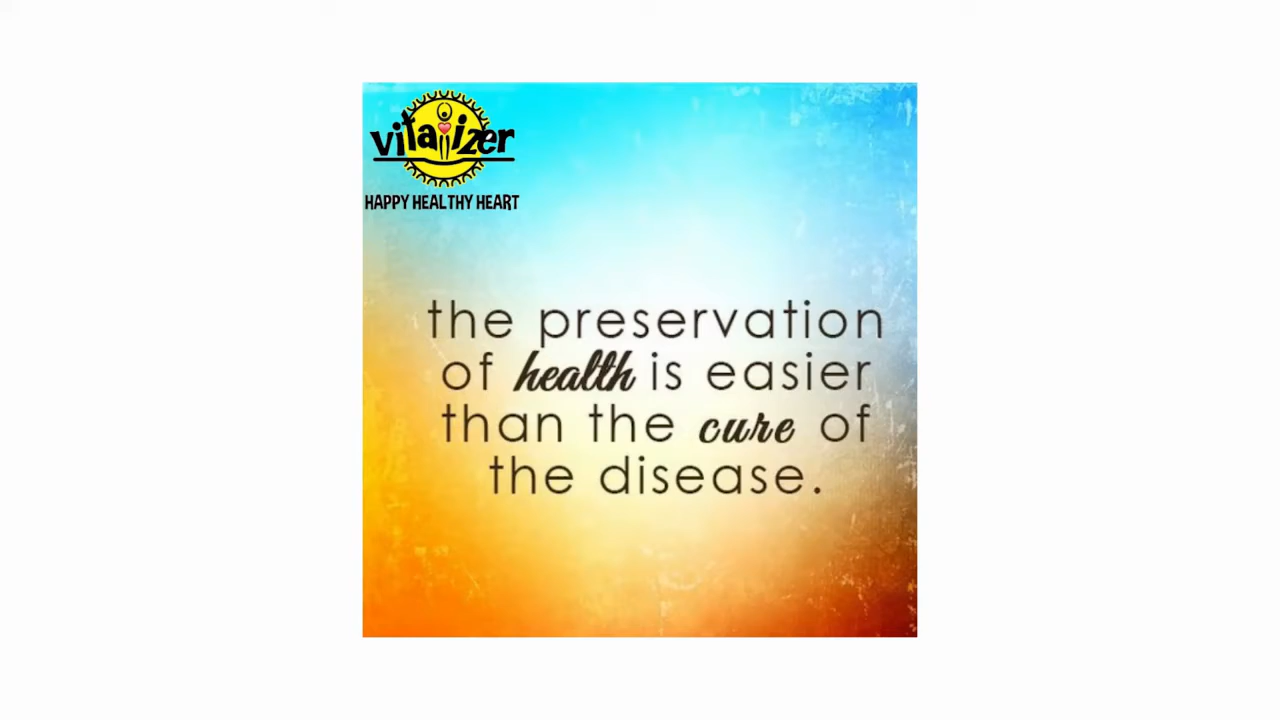 vitalizer
HAPPY HEALTHY HEART
the preservation
of health is easier
than the cure of
the disease.